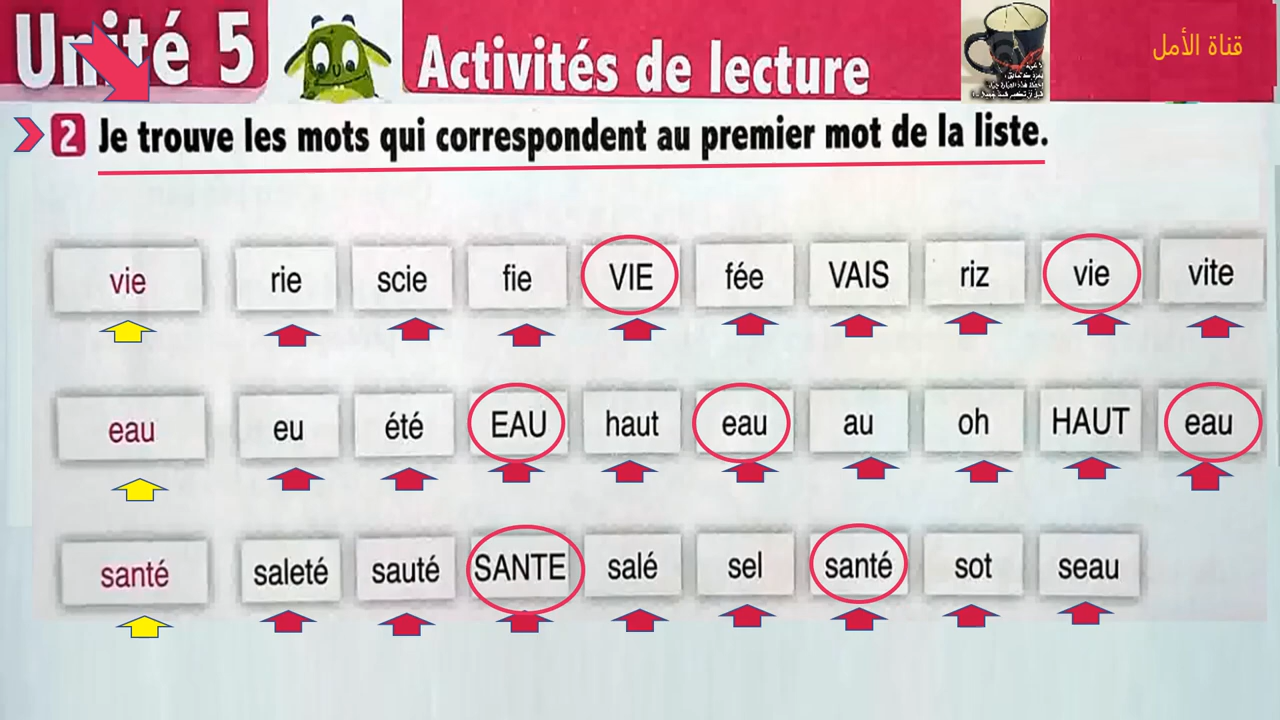 Unité 5
Activités de lecture
قناة الأمل
2 Je trouve les mots qui correspondent au premier mot de la liste.
vie rie scie fie VIE fée VAIS riz vie vite
eau eu été EAU haut eau au oh HAUT eau
santé saleté sauté SANTE salé sel santé sot seau